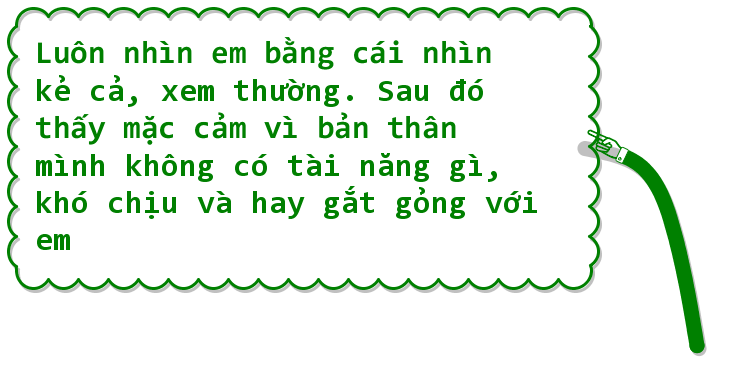 Luôn nhìn em bằng cái nhìn
kẻ cả, xem thường. Sau đó
thấy mặc cảm vì bản thân
mình không có tài năng gì,
khó chịu và hay gắt gỏng với
em